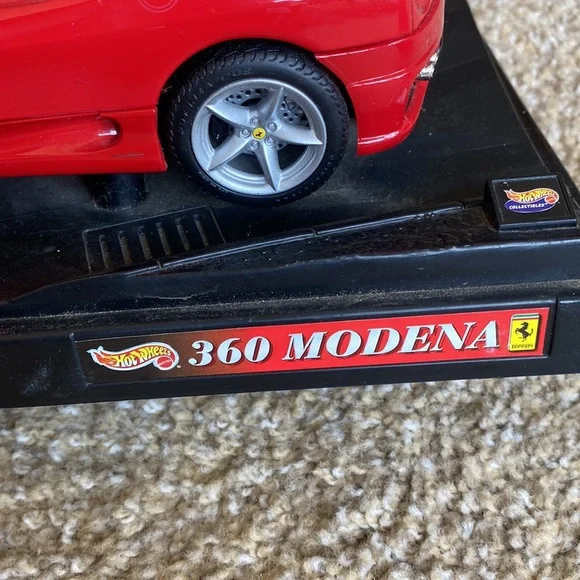 Hot Wheels
COLLECTIBLES
Hot Wheels 360 MODENA
Ferrari